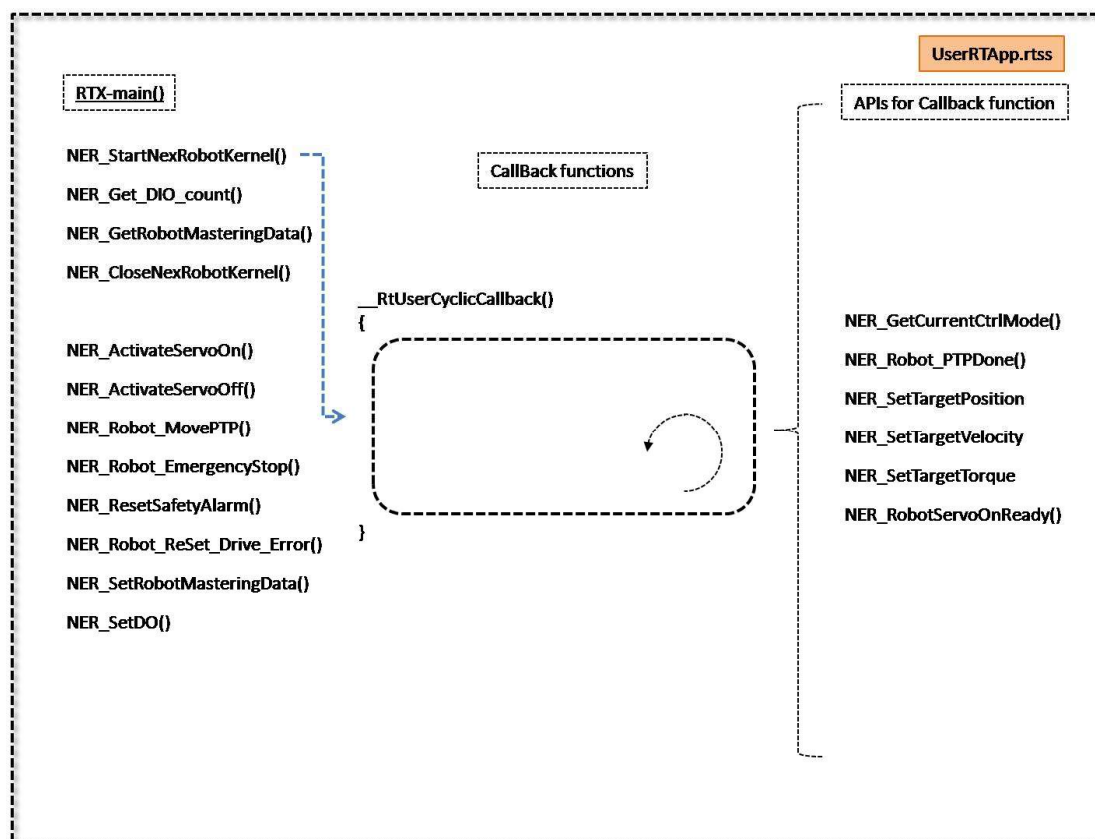 UserRTApp.rtss
RTX-main()
APIs for Callback function
NER_StartNexRobotKernel()
NER_Get_DIO_count()
NER_GetRobotMasteringData()
NER_CloseNexRobotKernel()
NER_ActivateServoOn()
NER_ActivateServoOff()
NER_Robot_MovePTP()
NER_Robot_EmergencyStop()
NER_ResetSafetyAlarm()
NER_Robot_ReSet_Drive_Error()
NER_SetRobotMasteringData()
NER_SetDO()
CallBack functions
__RtUserCyclicCallback()
{
}
NER_GetCurrentCtrlMode()
NER_Robot_PTPDone()
NER_SetTargetPosition
NER_SetTargetVelocity
NER_SetTargetTorque
NER_RobotServoOnReady()